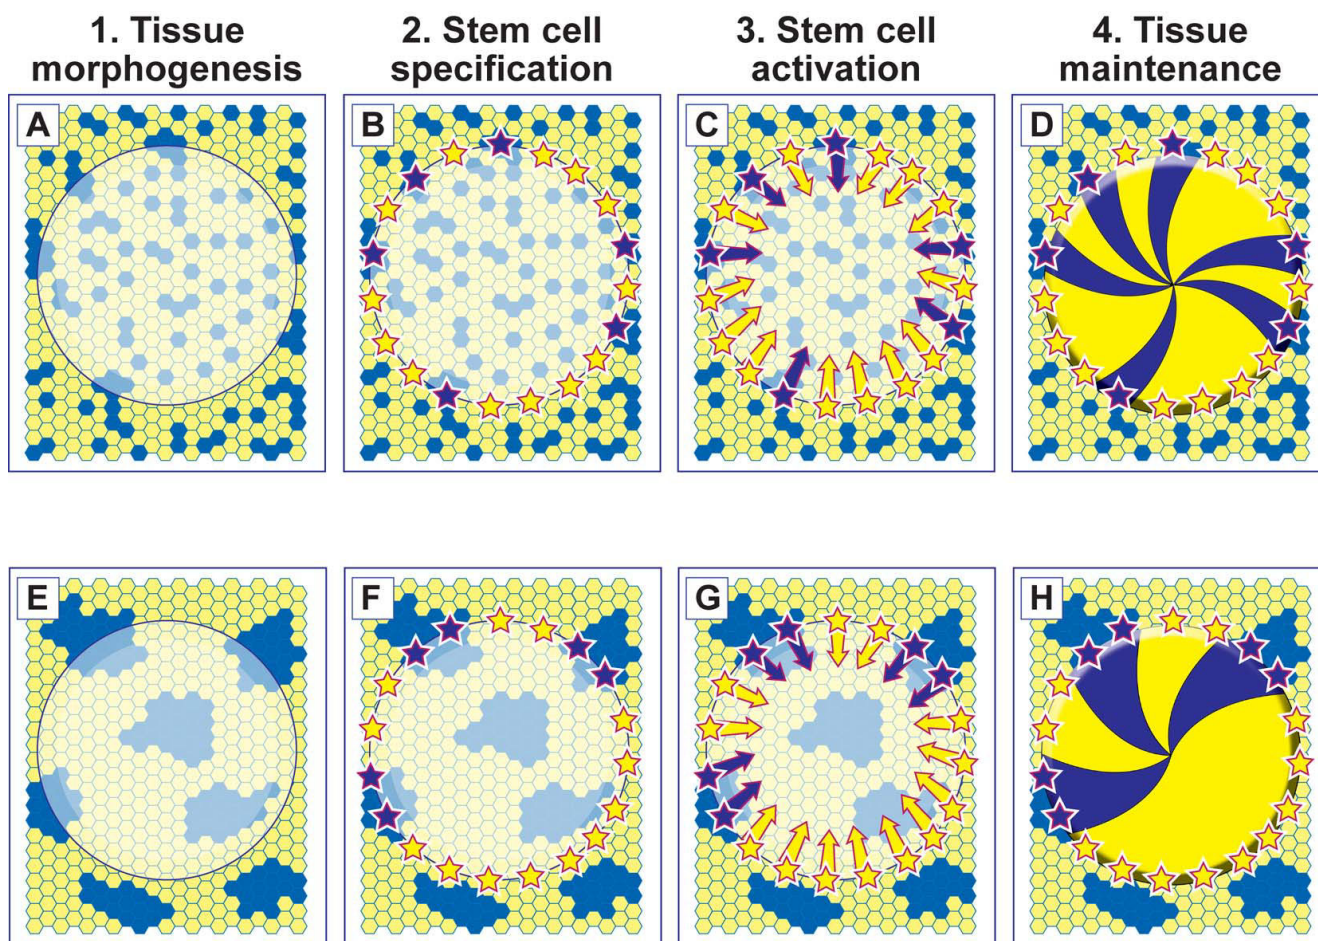 1. Tissue
morphogenesis
2. Stem cell
specification
3. Stem cell
activation
4. Tissue
maintenance
A
B
C
D
E
F
G
H